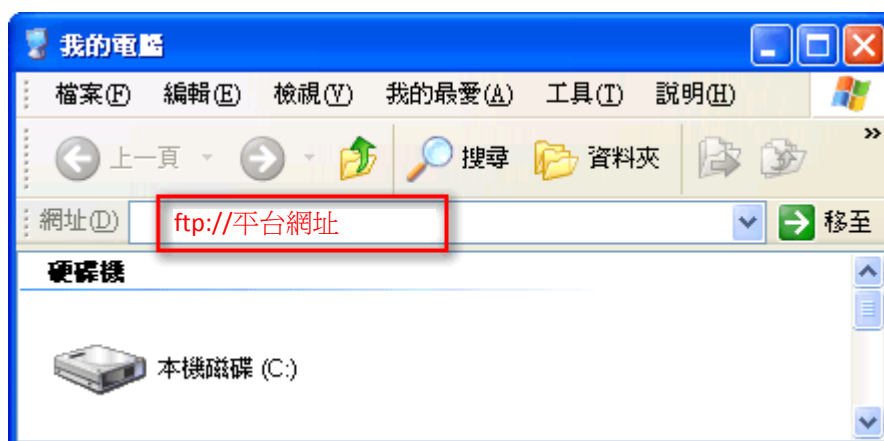 我的電腦
檔案(F) 編輯(E) 檢視(V) 我的最愛(A) 工具(T) 說明(H)
上一頁 搜尋 資料夾 »
網址(D) ftp://平台網址 移至
硬碟機
本機磁碟 (C:)